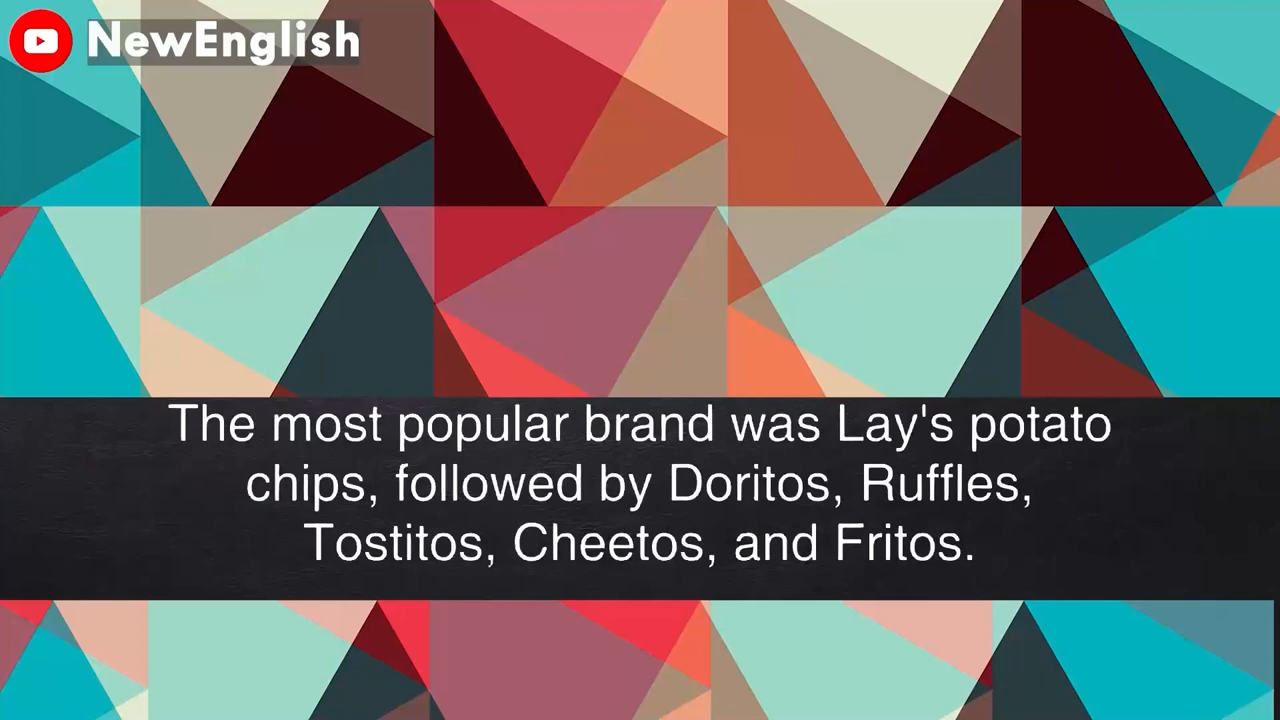 NewEnglish
The most popular brand was Lay's potato
chips, followed by Doritos, Ruffles,
Tostitos, Cheetos, and Fritos.